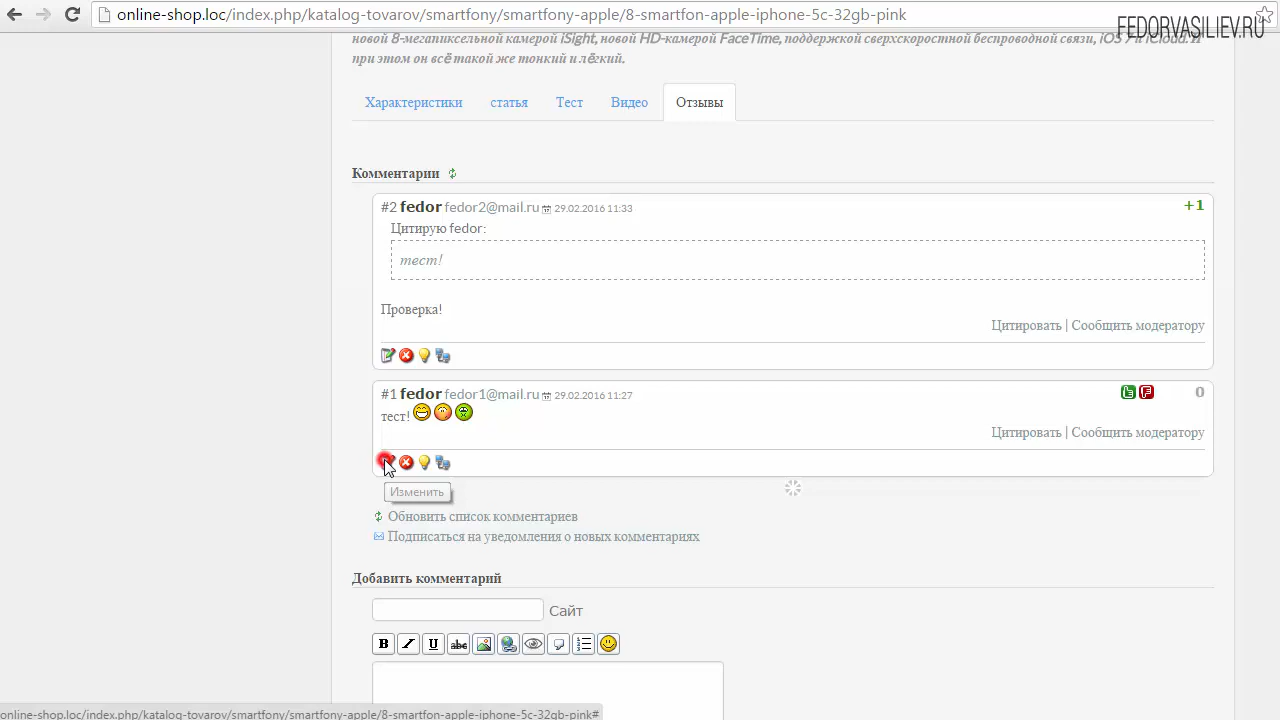 online-shop.loc/index.php/katalog-tovarov/smartfony/smartfony-apple/8-smartfon-apple-iphone-5c-32gb-pink
FEDORVASILIEV.RU
новой 8-мегапиксельной камерой iSight, новой HD-камерой FaceTime, поддержкой сверхскоростной беспроводной связи, iOS 7 и iCloud. И
при этом он всё такой же тонкий и лёгкий.
Характеристики статья Тест Видео Отзывы
Комментарии
#2 fedor fedor2@mail.ru 29.02.2016 11:33 +1
Цитирую fedor:
тест!
Проверка!
Цитировать | Сообщить модератору
#1 fedor fedor1@mail.ru 29.02.2016 11:27 0
тест!
Цитировать | Сообщить модератору
Изменить
Обновить список комментариев
Подписаться на уведомления о новых комментариях
Добавить комментарий
Сайт
B I U abc
online-shop.loc/index.php/katalog-tovarov/smartfony/smartfony-apple/8-smartfon-apple-iphone-5c-32gb-pink#